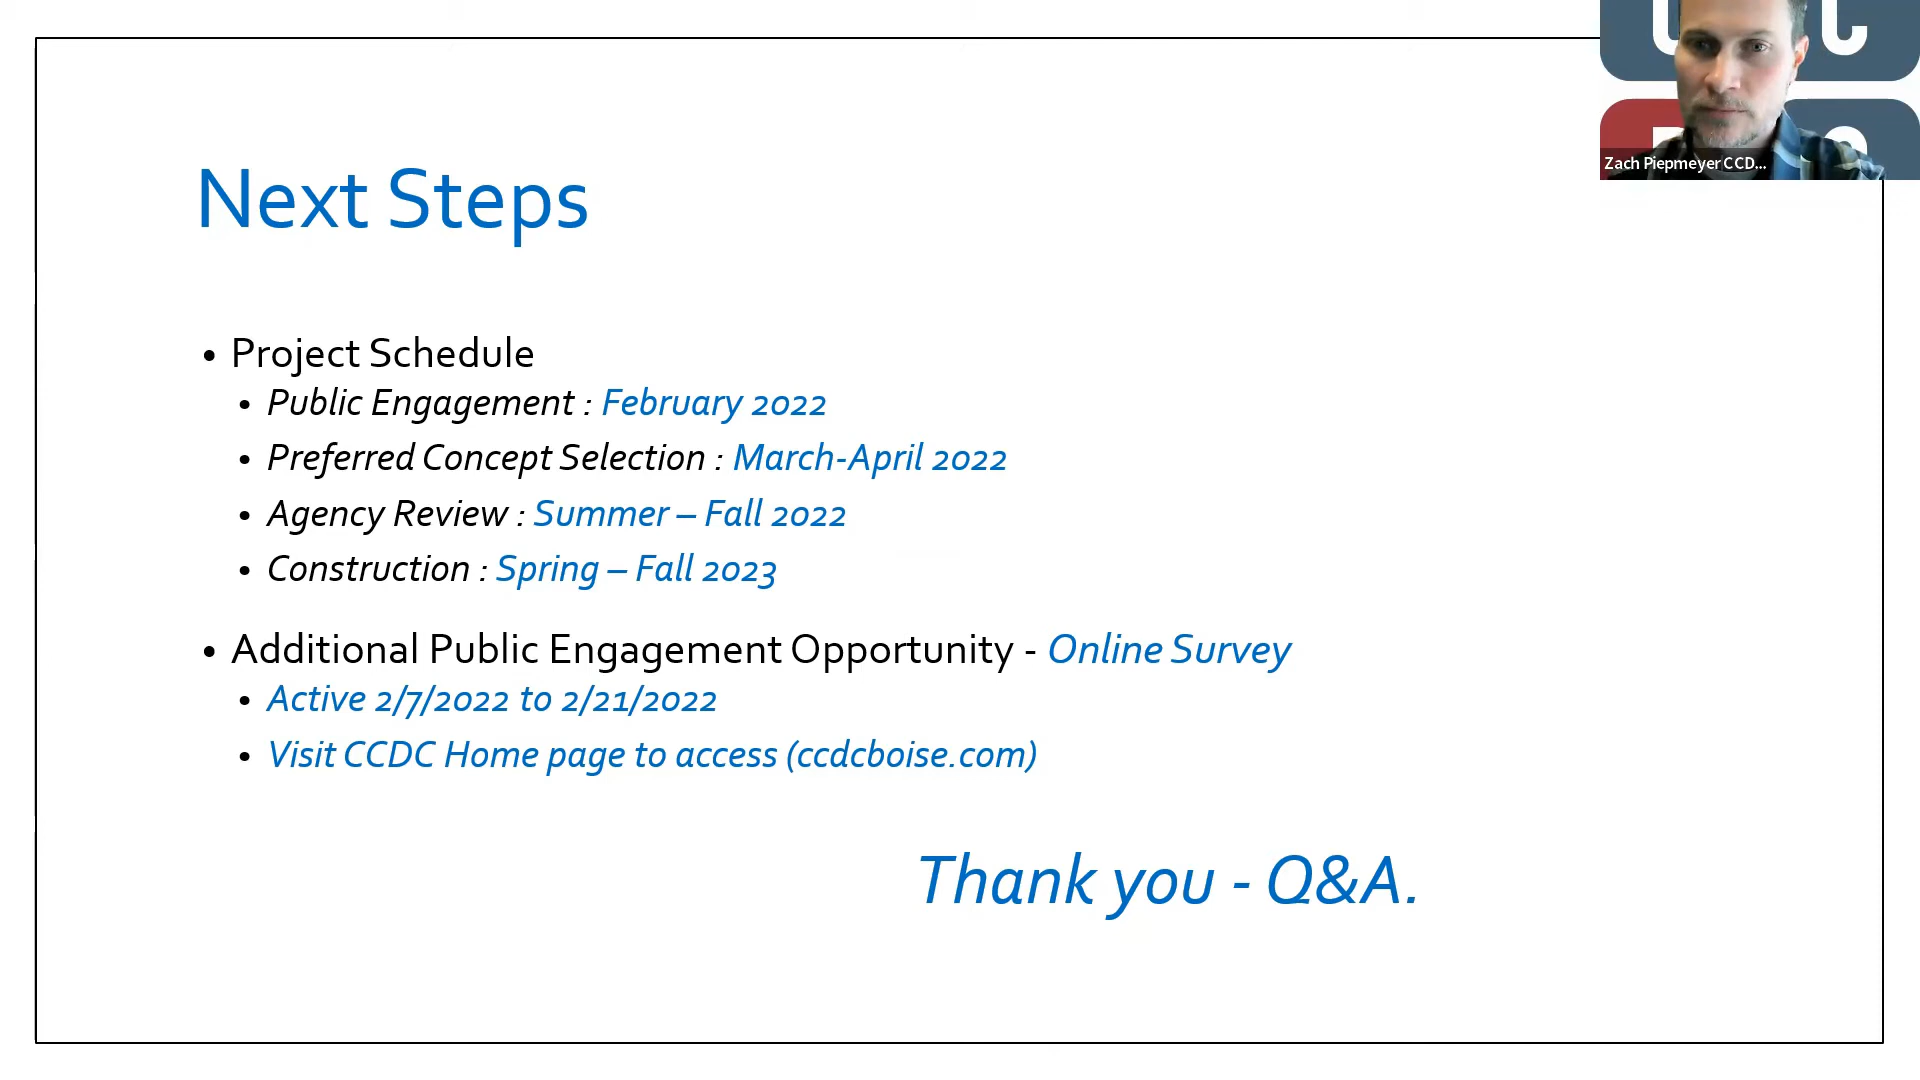 Next Steps
• Project Schedule
• Public Engagement : February 2022
• Preferred Concept Selection : March-April 2022
• Agency Review : Summer – Fall 2022
• Construction : Spring – Fall 2023
• Additional Public Engagement Opportunity - Online Survey
• Active 2/7/2022 to 2/21/2022
• Visit CCDC Home page to access (ccdcboise.com)
Thank you - Q&A.
Zach Piepmeyer CCD...